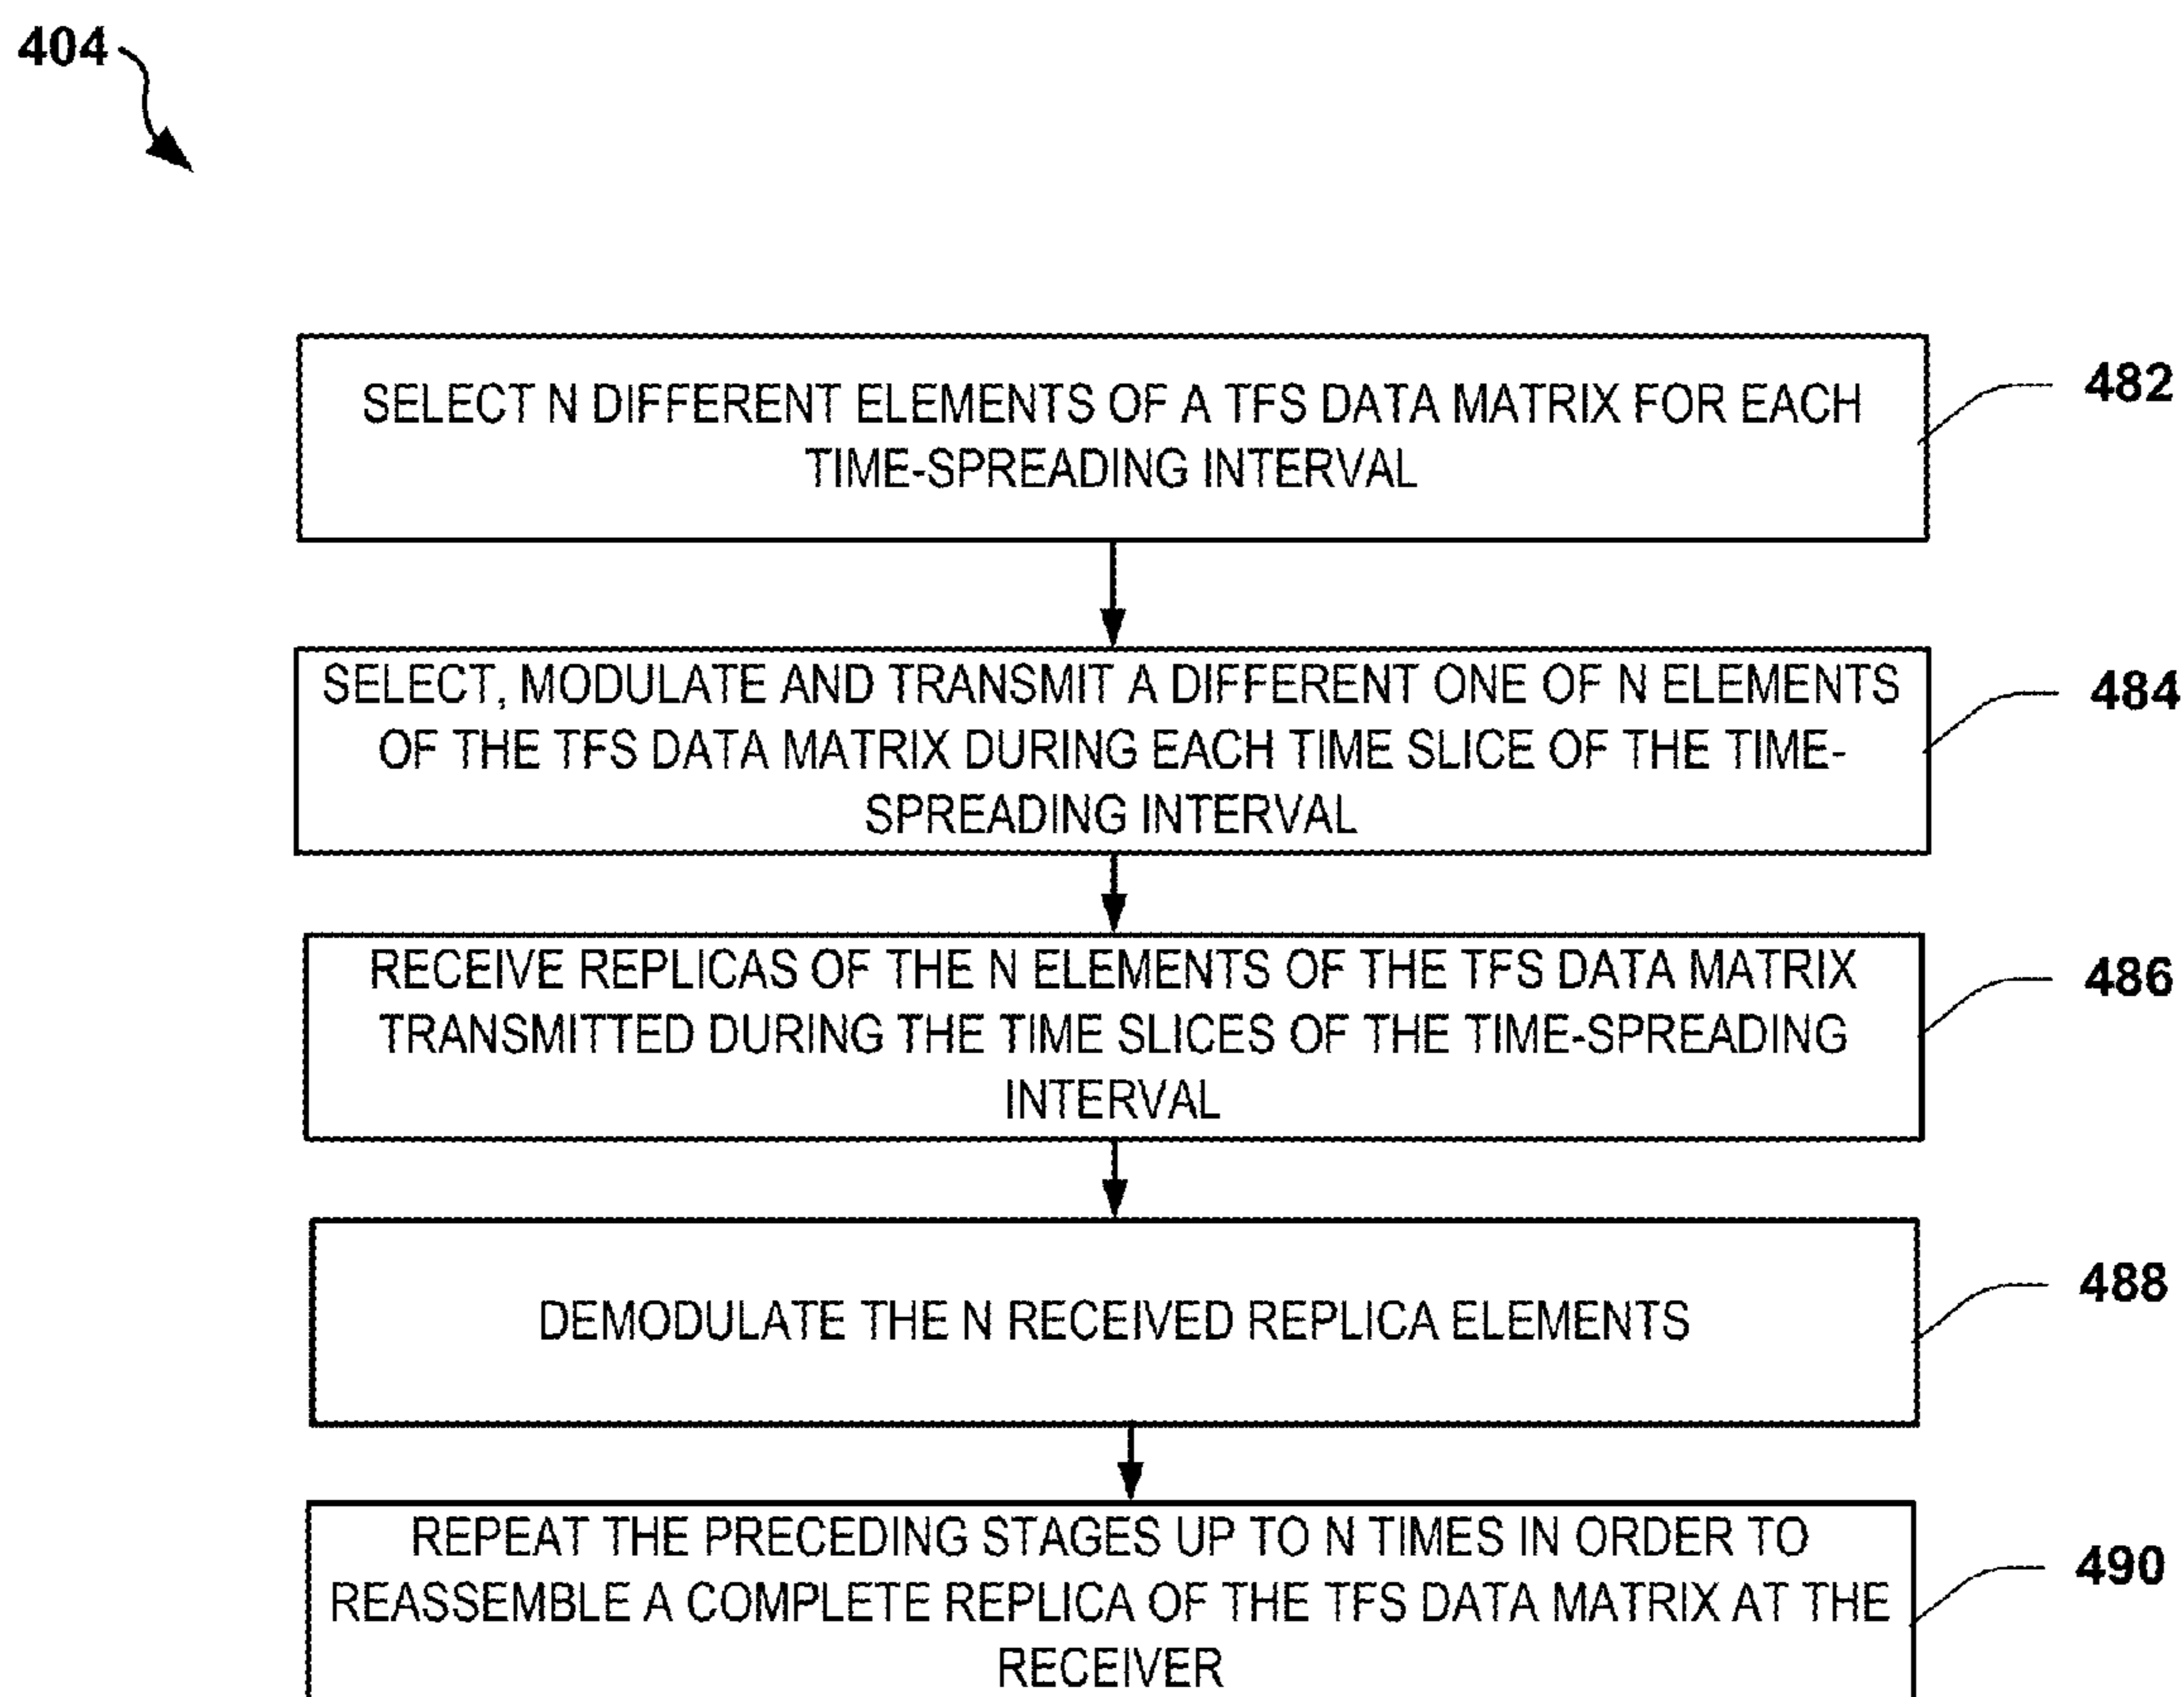 404
SELECT N DIFFERENT ELEMENTS OF A TFS DATA MATRIX FOR EACH
TIME-SPREADING INTERVAL
482
SELECT, MODULATE AND TRANSMIT A DIFFERENT ONE OF N ELEMENTS
OF THE TFS DATA MATRIX DURING EACH TIME SLICE OF THE TIME-
SPREADING INTERVAL
484
RECEIVE REPLICAS OF THE N ELEMENTS OF THE TFS DATA MATRIX
TRANSMITTED DURING THE TIME SLICES OF THE TIME-SPREADING
INTERVAL
486
DEMODULATE THE N RECEIVED REPLICA ELEMENTS
488
REPEAT THE PRECEDING STAGES UP TO N TIMES IN ORDER TO
REASSEMBLE A COMPLETE REPLICA OF THE TFS DATA MATRIX AT THE
RECEIVER
490